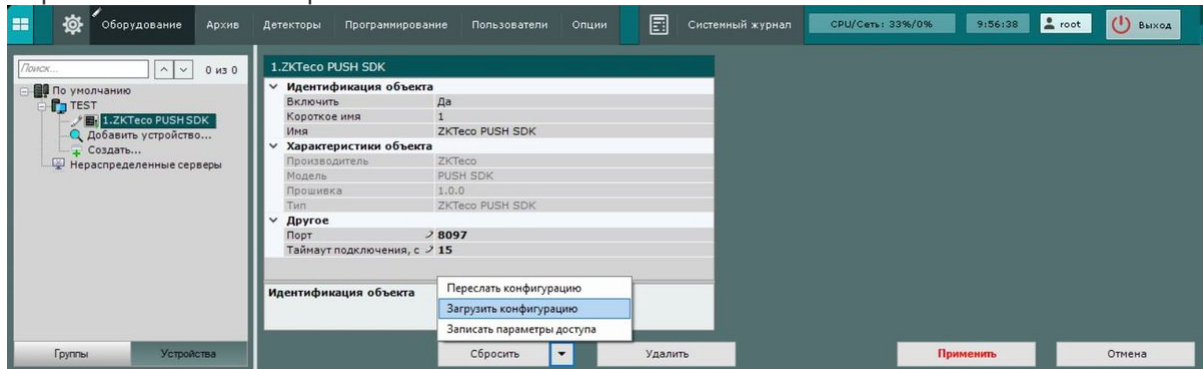 Оборудование
Архив
Детекторы
Программирование
Пользователи
Опции
Системный журнал
CPU/Сеть: 33%/0%
9:56:38
root
Выход
Поиск...
0 из 0
По умолчанию
TEST
1.ZKTeco PUSH SDK
Добавить устройство...
Создать...
Нераспределенные серверы
Группы
Устройства
1.ZKTeco PUSH SDK
Идентификация объекта
Включить Да
Короткое имя 1
Имя ZKTeco PUSH SDK
Характеристики объекта
Производитель ZKTeco
Модель PUSH SDK
Прошивка 1.0.0
Тип ZKTeco PUSH SDK
Другое
Порт 8097
Таймаут подключения, с 15
Идентификация объекта
Переслать конфигурацию
Загрузить конфигурацию
Записать параметры доступа
Сбросить
Удалить
Применить
Отмена